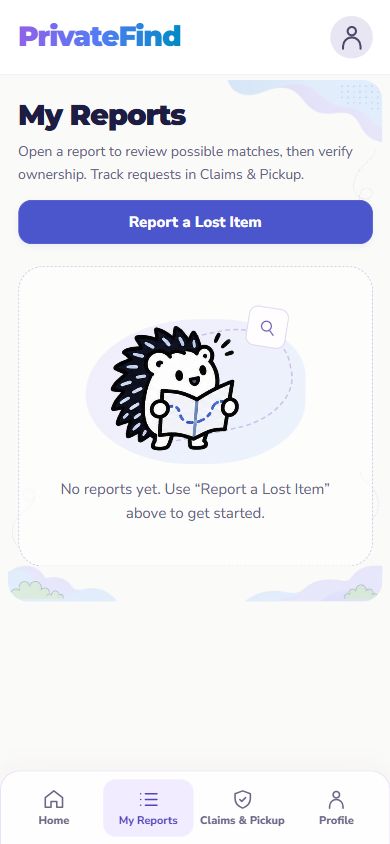 PrivateFind
My Reports
Open a report to review possible matches, then verify
ownership. Track requests in Claims & Pickup.
Report a Lost Item
No reports yet. Use “Report a Lost Item”
above to get started.
Home
My Reports
Claims & Pickup
Profile